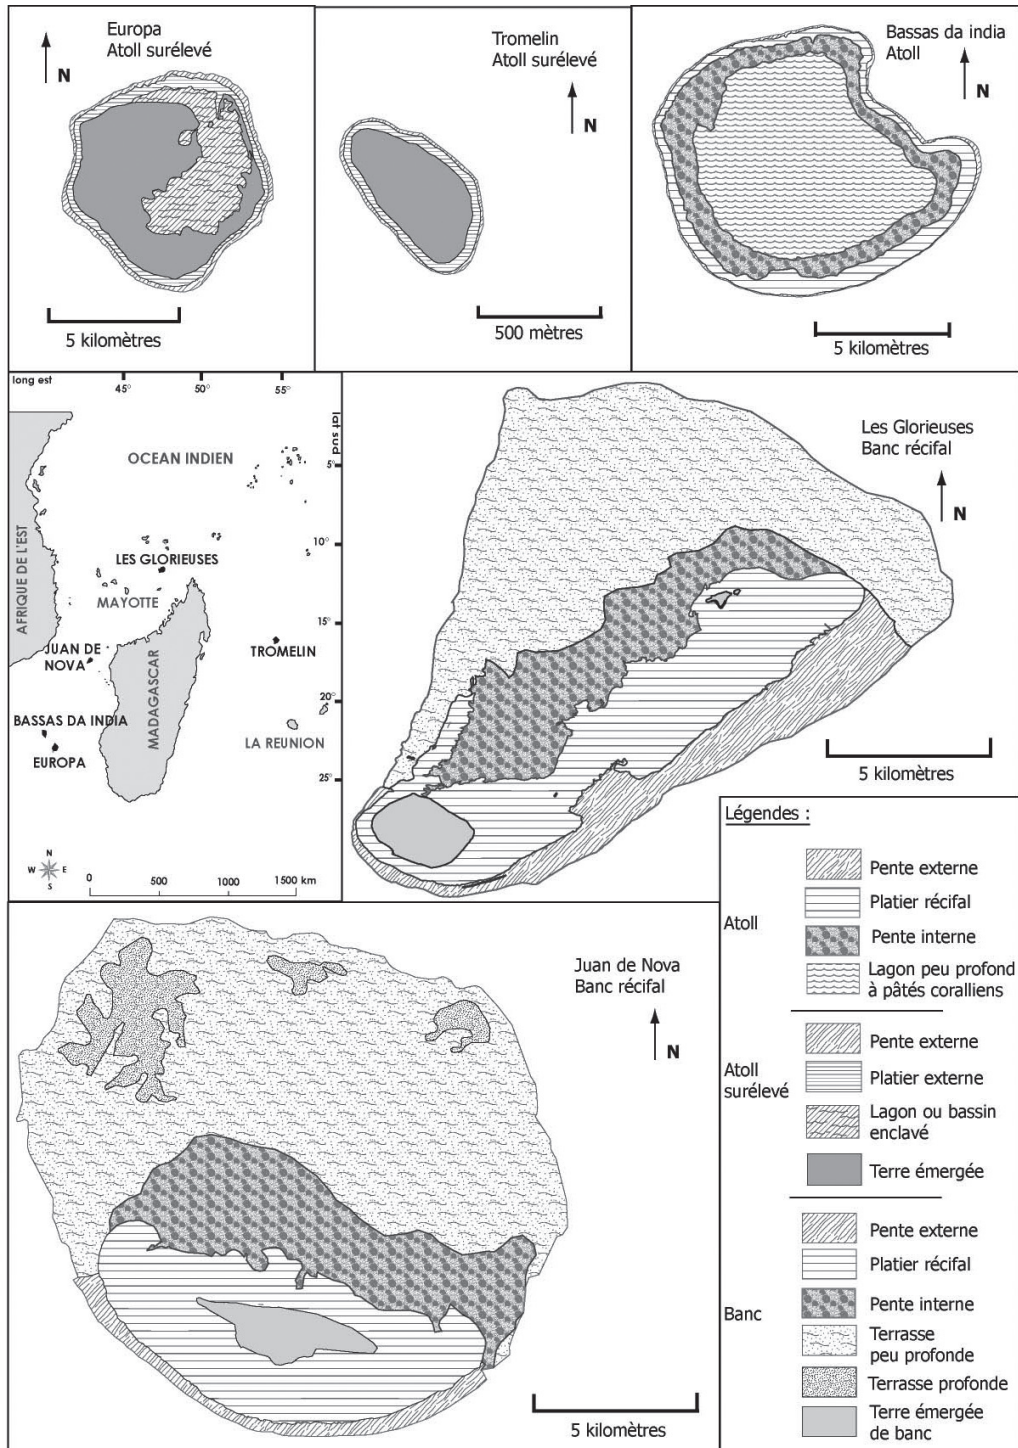 Europa
Atoll surélevé
N
5 kilomètres
Tromelin
Atoll surélevé
N
500 mètres
Bassas da india
Atoll
N
5 kilomètres
long est
45°
50°
55°
lat sud
5°
10°
15°
20°
25°
OCEAN INDIEN
AFRIQUE DE L'EST
LES GLORIEUSES
MAYOTTE
JUAN DE
NOVA
MADAGASCAR
TROMELIN
BASSAS DA INDIA
EUROPA
LA REUNION
N
W
E
S
0
500
1000
1500 km
Les Glorieuses
Banc récifal
N
5 kilomètres
Juan de Nova
Banc récifal
N
5 kilomètres
Légendes :
Atoll
Pente externe
Platier récifal
Pente interne
Lagon peu profond
à pâtés coralliens
Atoll
surélevé
Pente externe
Platier externe
Lagon ou bassin
enclavé
Terre émergée
Banc
Pente externe
Platier récifal
Pente interne
Terrasse
peu profonde
Terrasse profonde
Terre émergée
de banc